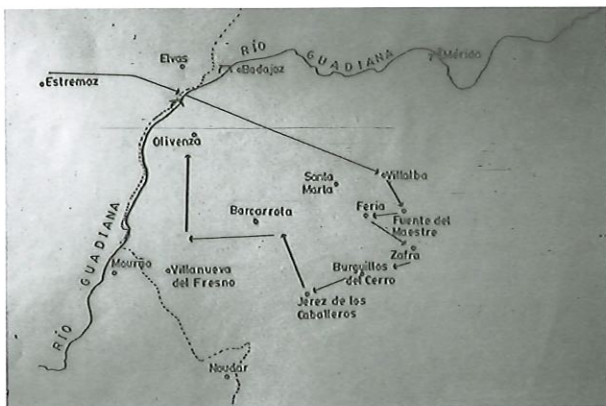 RÍO GUADIANA
Mérida
Elvas
Badajoz
Estremoz
Olivenza
Santa
Marta
Villalba
Feria
Fuente del
Maestre
Barcarrota
Zafra
Burguillos
del Cerro
Villanueva
del Fresno
Jerez de los
Caballeros
RÍO GUADIANA
Noudar